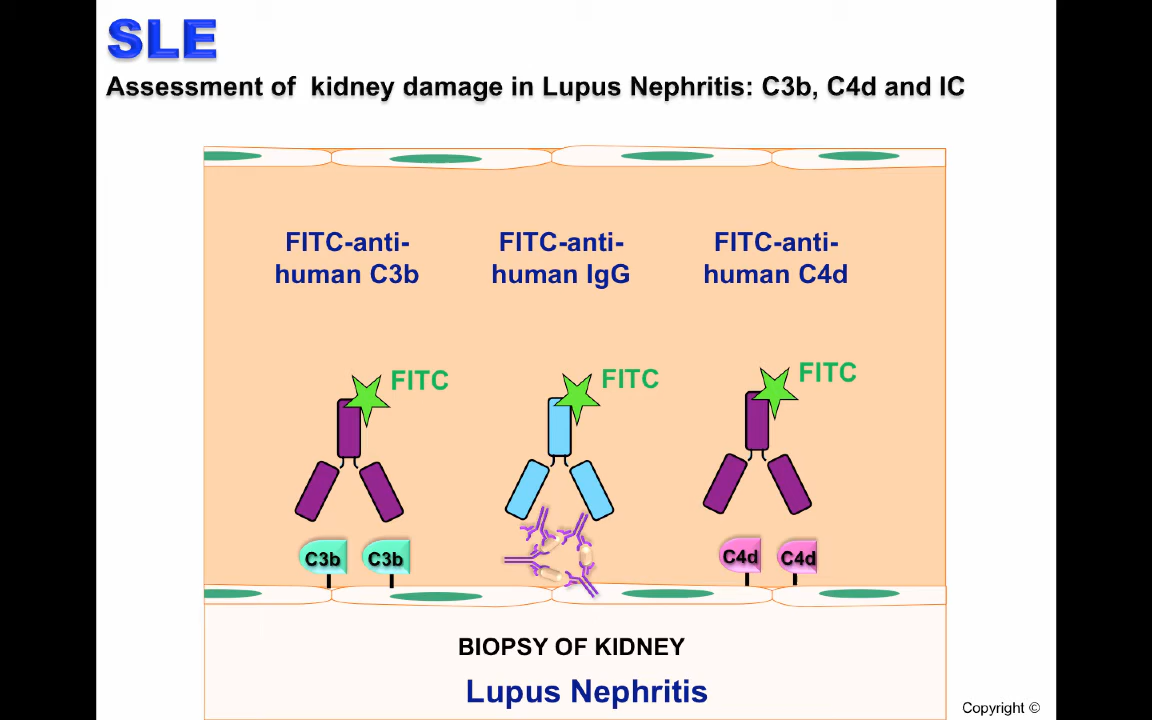 SLE
Assessment of kidney damage in Lupus Nephritis: C3b, C4d and IC
FITC-anti-
human C3b
FITC-anti-
human IgG
FITC-anti-
human C4d
FITC
FITC
FITC
C3b
C3b
C4d
C4d
BIOPSY OF KIDNEY
Lupus Nephritis
Copyright ©